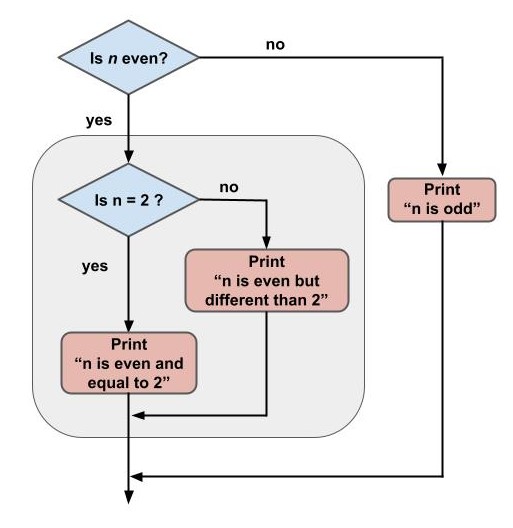 Is n even?
no
yes
Is n = 2 ?
no
Print
“n is odd”
yes
Print
“n is even but
different than 2”
Print
“n is even and
equal to 2”